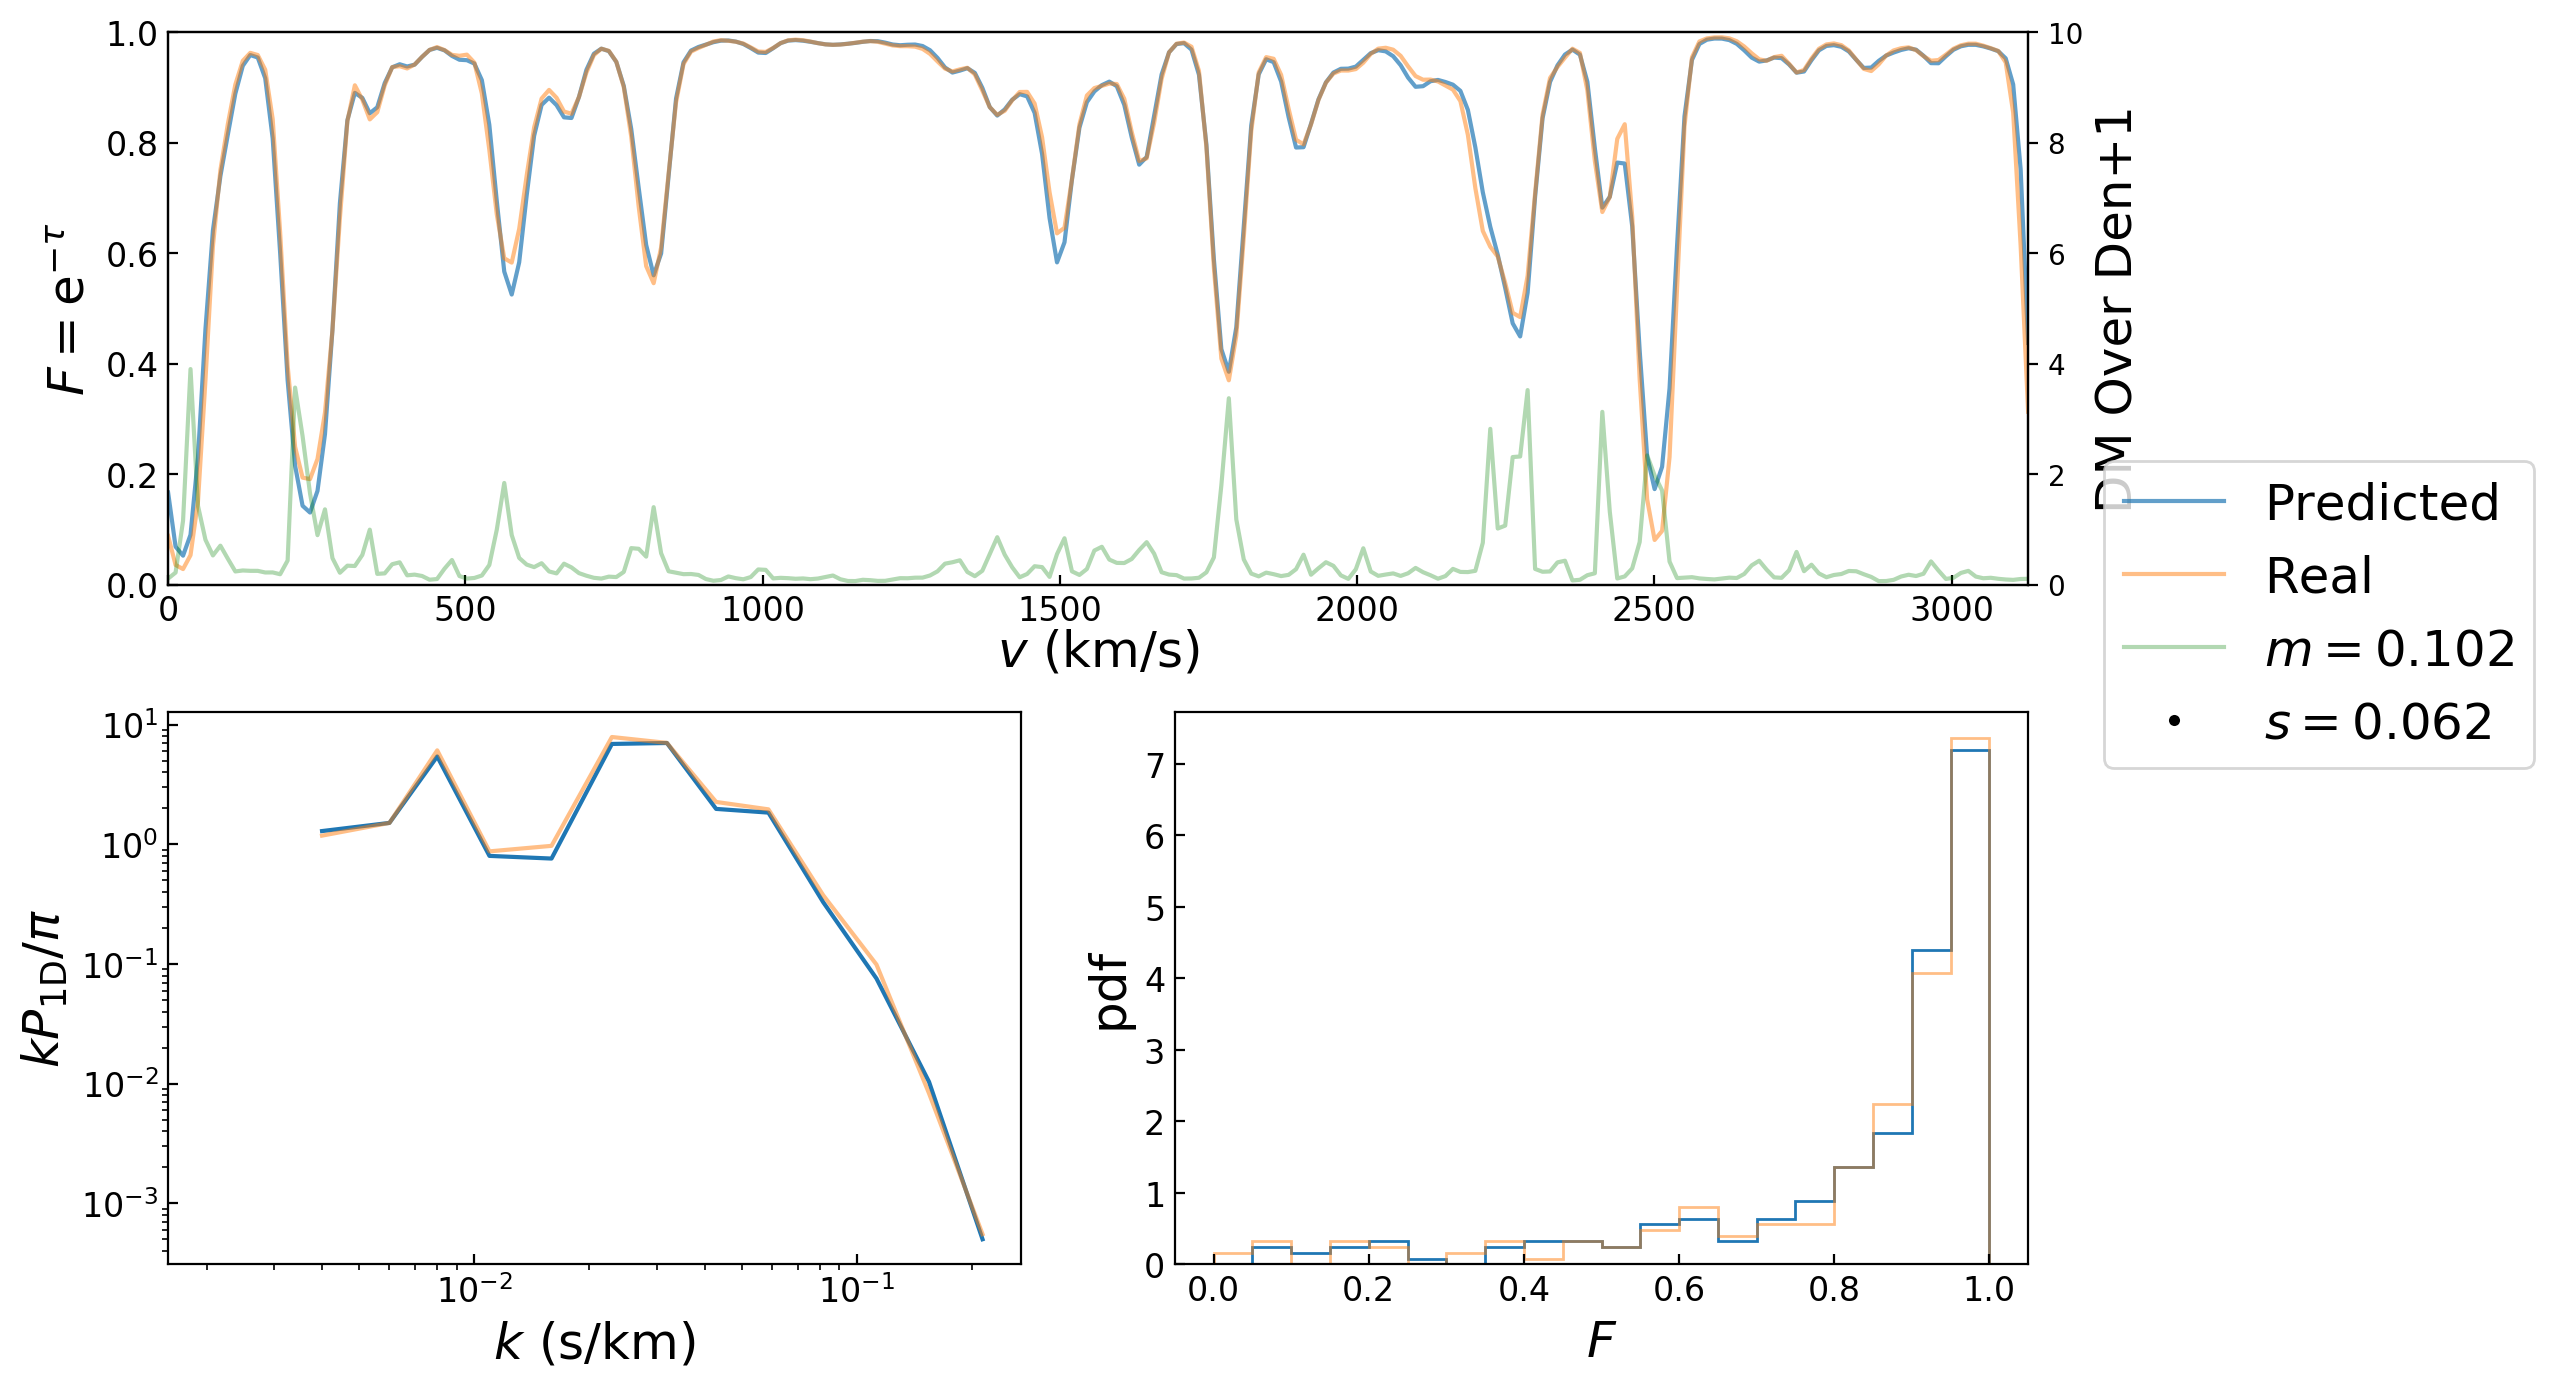 1.0
0.8
0.6
0.4
0.2
0.0
F = e^{−τ}
10
8
6
4
2
0
DM Over Den+1
0 500 1000 1500 2000 2500 3000
v (km/s)
Predicted
Real
m = 0.102
s = 0.062
10^1
10^0
10^{−1}
10^{−2}
10^{−3}
kP_{1D}/π
10^{−2} 10^{−1}
k (s/km)
7
6
5
4
3
2
1
0
pdf
0.0 0.2 0.4 0.6 0.8 1.0
F